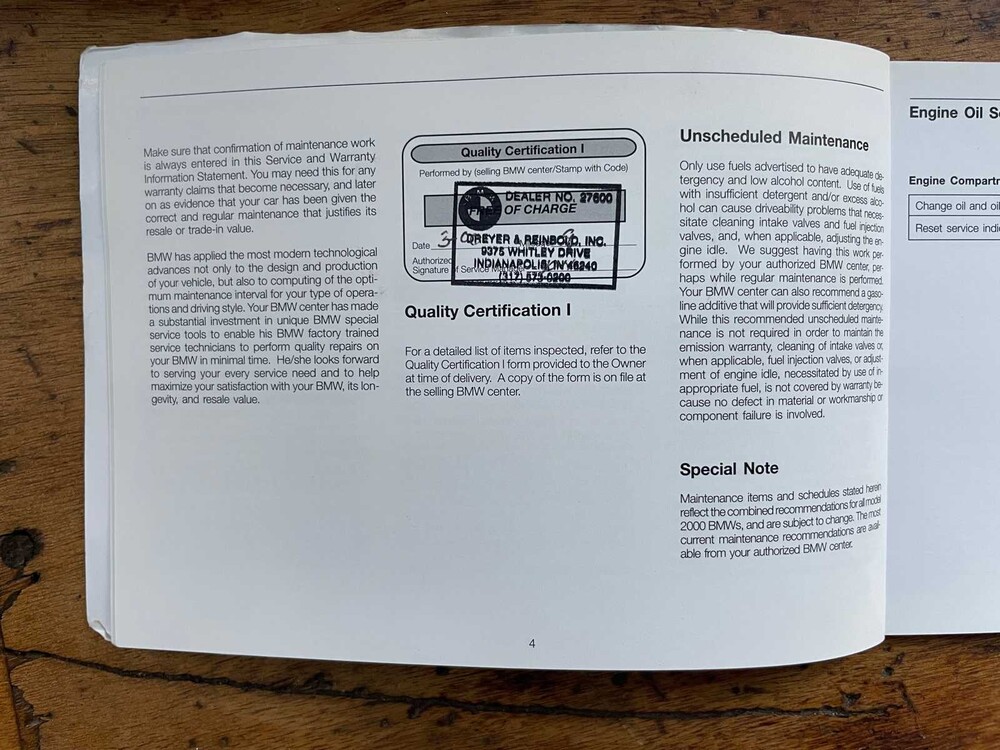 Make sure that confirmation of maintenance work
is always entered in this Service and Warranty
Information Statement. You may need this for any
warranty claims that become necessary, and later
on as evidence that your car has been given the
correct and regular maintenance that justifies its
resale or trade-in value.
BMW has applied the most modern technological
advances not only to the design and production
of your vehicle, but also to computing of the opti-
mum maintenance interval for your type of opera-
tions and driving style. Your BMW center has made
a substantial investment in unique BMW special
service tools to enable his BMW factory trained
service technicians to perform quality repairs on
your BMW in minimal time. He/she looks forward
to serving your every service need and to help
maximize your satisfaction with your BMW, its lon-
gevity, and resale value.
Quality Certification I
Performed by (selling BMW center/Stamp with Code)
DEALER NO. 27600
FREE OF CHARGE
Date
DREYER & REINBOLD, INC.
9375 WHITLEY DRIVE
Authorized
INDIANAPOLIS, IN 46240
Signature of Service
(317) 573-0200
Quality Certification I
For a detailed list of items inspected, refer to the
Quality Certification I form provided to the Owner
at time of delivery. A copy of the form is on file at
the selling BMW center.
Unscheduled Maintenance
Only use fuels advertised to have adequate de-
tergency and low alcohol content. Use of fuels
with insufficient detergent and/or excess alco-
hol can cause driveability problems that neces-
sitate cleaning intake valves and fuel injection
valves, and, when applicable, adjusting the en-
gine idle. We suggest having this work per-
formed by your authorized BMW center, per-
haps while regular maintenance is performed.
Your BMW center can also recommend a gaso-
line additive that will provide sufficient detergency.
While this recommended unscheduled mainte-
nance is not required in order to maintain the
emission warranty, cleaning of intake valves or,
when applicable, fuel injection valves, or adjust-
ment of engine idle, necessitated by use of in-
appropriate fuel, is not covered by warranty be-
cause no defect in material or workmanship or
component failure is involved.
Special Note
Maintenance items and schedules stated herein
reflect the combined recommendations for all model
2000 BMWs, and are subject to change. The most
current maintenance recommendations are avail-
able from your authorized BMW center.
4
Engine Oil
Engine
Change oil and
Reset service